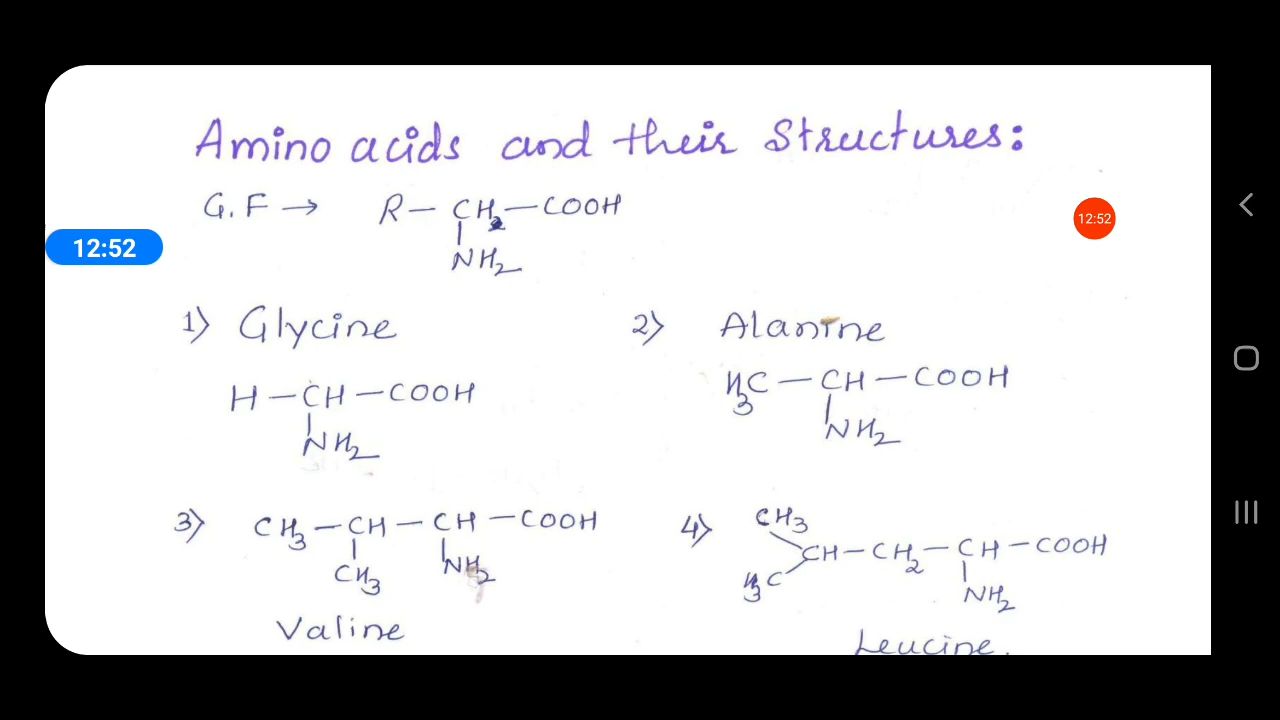 Amino acids and their Structures:
G.F → R — CH — COOH
NH2
12:52
12:52
1) Glycine
2) Alanine
H — CH — COOH
NH2
H3C — CH — COOH
NH2
3) CH3 — CH — CH — COOH
CH3 NH2
Valine
4) CH3
CH — CH2 — CH — COOH
H3C
NH2
Leucine.